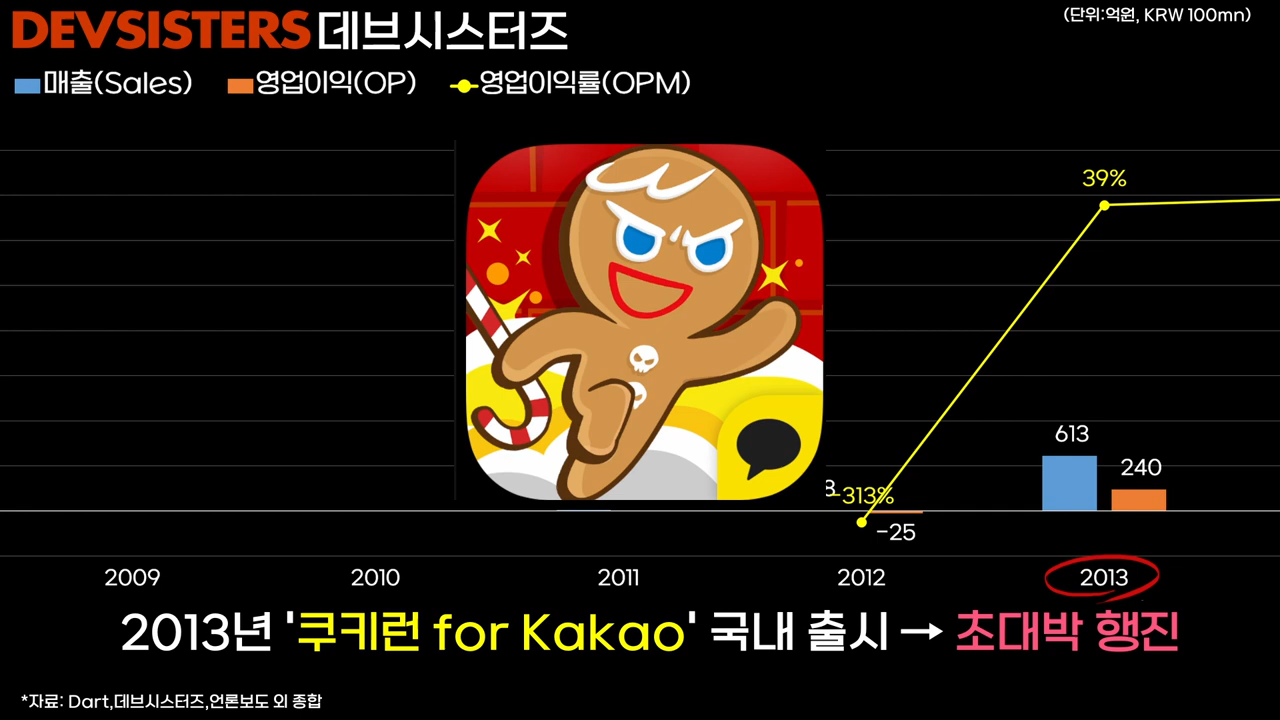 DEVSISTERS 데브시스터즈
(단위:억원, KRW 100mn)
매출(Sales) 영업이익(OP) 영업이익률(OPM)
39%
613
240
8
-313%
-25
2009 2010 2011 2012 2013
2013년 '쿠키런 for Kakao' 국내 출시 → 초대박 행진
*자료: Dart,데브시스터즈,언론보도 외 종합